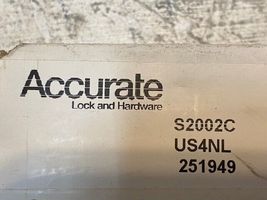 Accurate
Lock and Hardware
S2002C
US4NL
251949